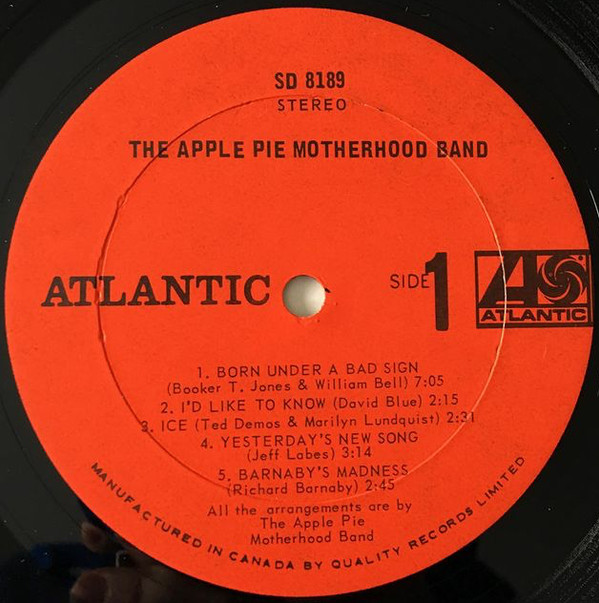 SD 8189
STEREO
THE APPLE PIE MOTHERHOOD BAND
ATLANTIC
SIDE 1
ATLANTIC
1. BORN UNDER A BAD SIGN
(Booker T. Jones & William Bell) 7:05
2. I'D LIKE TO KNOW (David Blue) 2:15
3. ICE (Ted Demos & Marilyn Lundquist) 2:31
4. YESTERDAY'S NEW SONG
(Jeff Labes) 3:14
5. BARNABY'S MADNESS
(Richard Barnaby) 2:45
All the arrangements are by
The Apple Pie
Motherhood Band
MANUFACTURED IN CANADA BY QUALITY RECORDS LIMITED